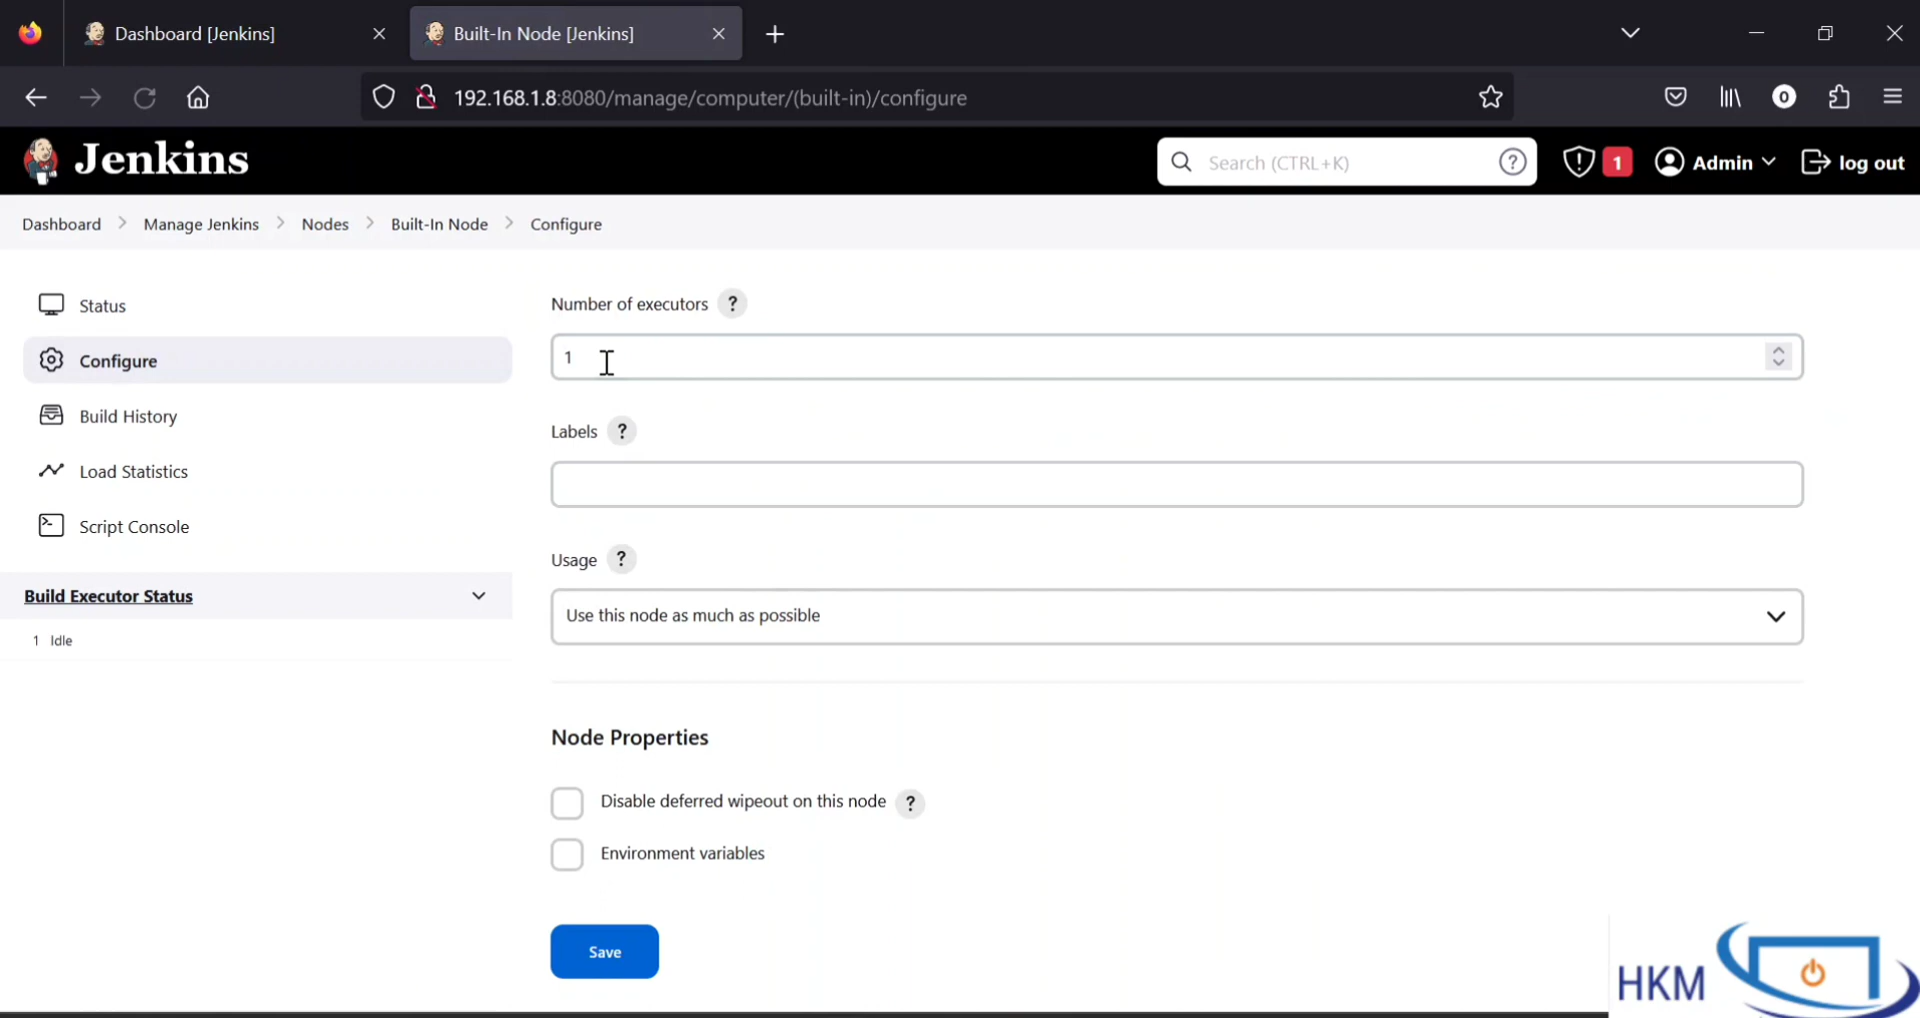 Dashboard [Jenkins]
Built-In Node [Jenkins]
192.168.1.8:8080/manage/computer/(built-in)/configure
Jenkins
Search (CTRL+K)
?
1
Admin
log out
Dashboard > Manage Jenkins > Nodes > Built-In Node > Configure
Status
Configure
Build History
Load Statistics
Script Console
Build Executor Status
1 Idle
Number of executors ?
1
Labels ?
Usage ?
Use this node as much as possible
Node Properties
Disable deferred wipeout on this node ?
Environment variables
Save
HKM